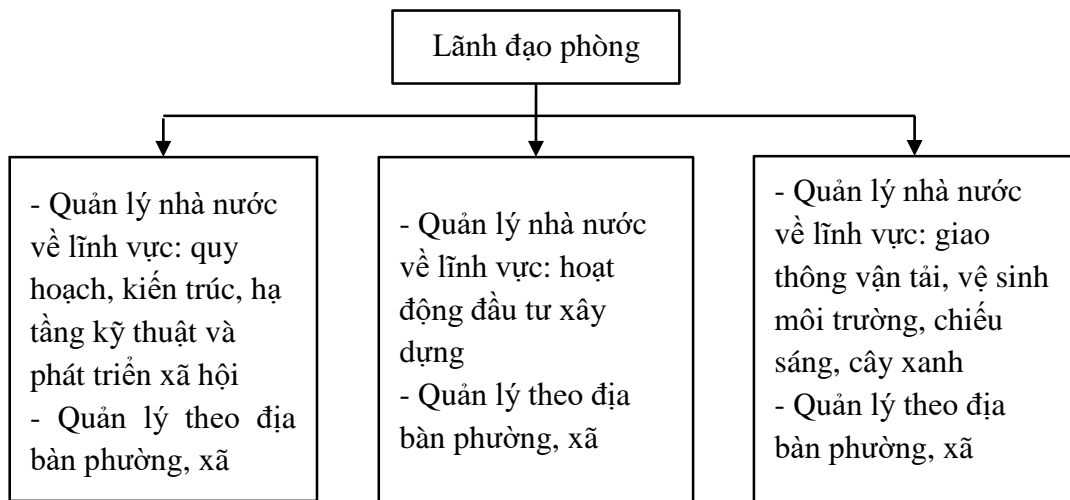 Lãnh đạo phòng
- Quản lý nhà nước
về lĩnh vực: quy
hoạch, kiến trúc, hạ
tầng kỹ thuật và
phát triển xã hội
- Quản lý theo địa
bàn phường, xã
- Quản lý nhà nước
về lĩnh vực: hoạt
động đầu tư xây
dựng
- Quản lý theo địa
bàn phường, xã
- Quản lý nhà nước
về lĩnh vực: giao
thông vận tải, vệ sinh
môi trường, chiếu
sáng, cây xanh
- Quản lý theo địa
bàn phường, xã